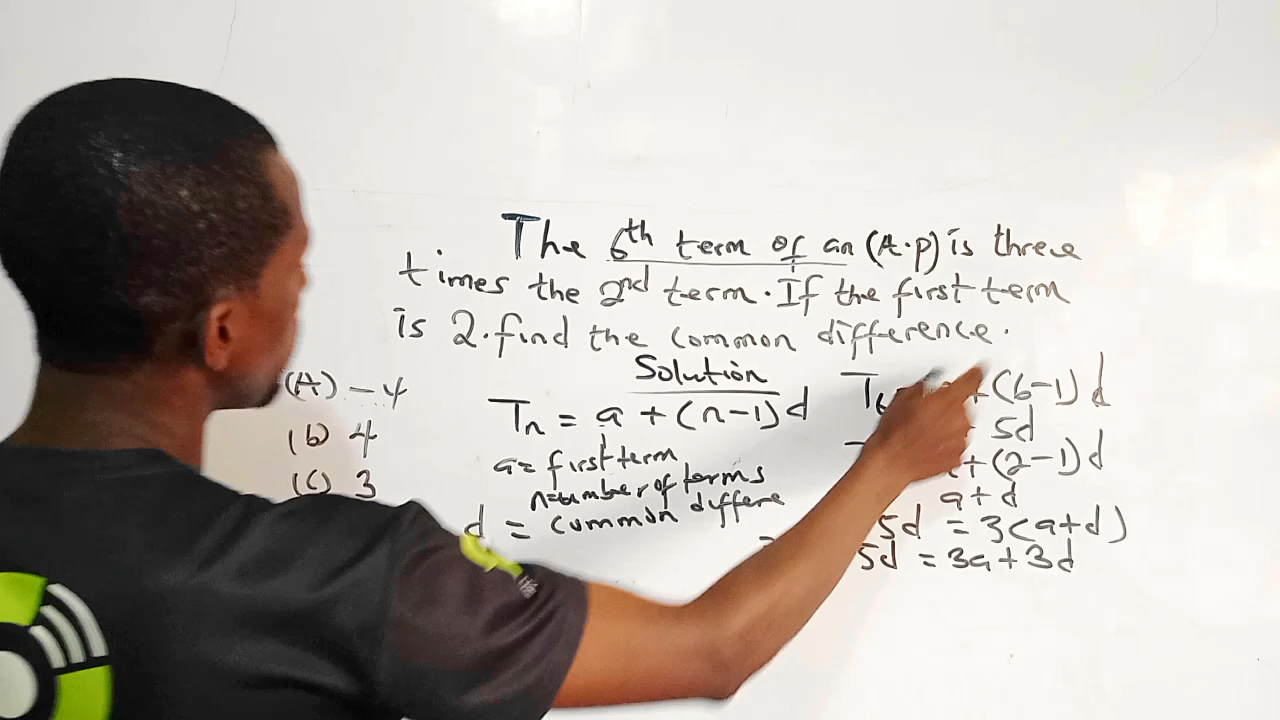 The 6th term of an (A.p) is three
times the 2nd term. If the first term
is 2. find the common difference.
Solution
(A) -4
(b) 4
(c) 3
Tn = a + (n-1)d
a = first term
n = number of terms
d = common differe
T6 +(6-1)d
5d
+(2-1)d
a+d
5d = 3(a+d)
5d = 3a+3d